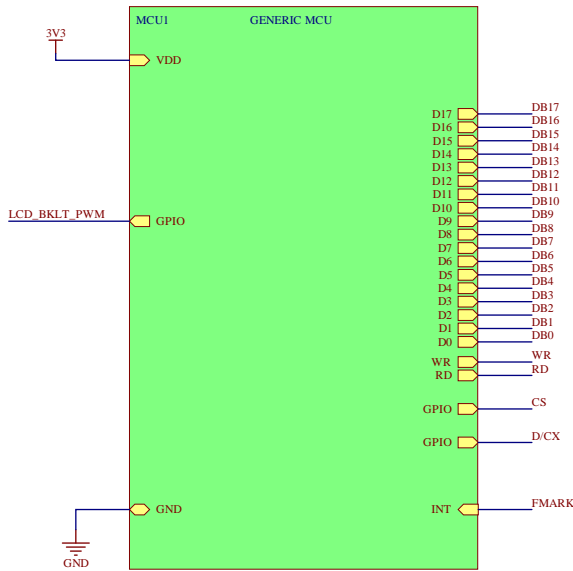 MCU1 GENERIC MCU
3V3
VDD
D17 DB17
D16 DB16
D15 DB15
D14 DB14
D13 DB13
D12 DB12
D11 DB11
D10 DB10
D9 DB9
D8 DB8
LCD_BKLT_PWM GPIO
D7 DB7
D6 DB6
D5 DB5
D4 DB4
D3 DB3
D2 DB2
D1 DB1
D0 DB0
WR WR
RD RD
GPIO CS
GPIO D/CX
GND INT FMARK
GND